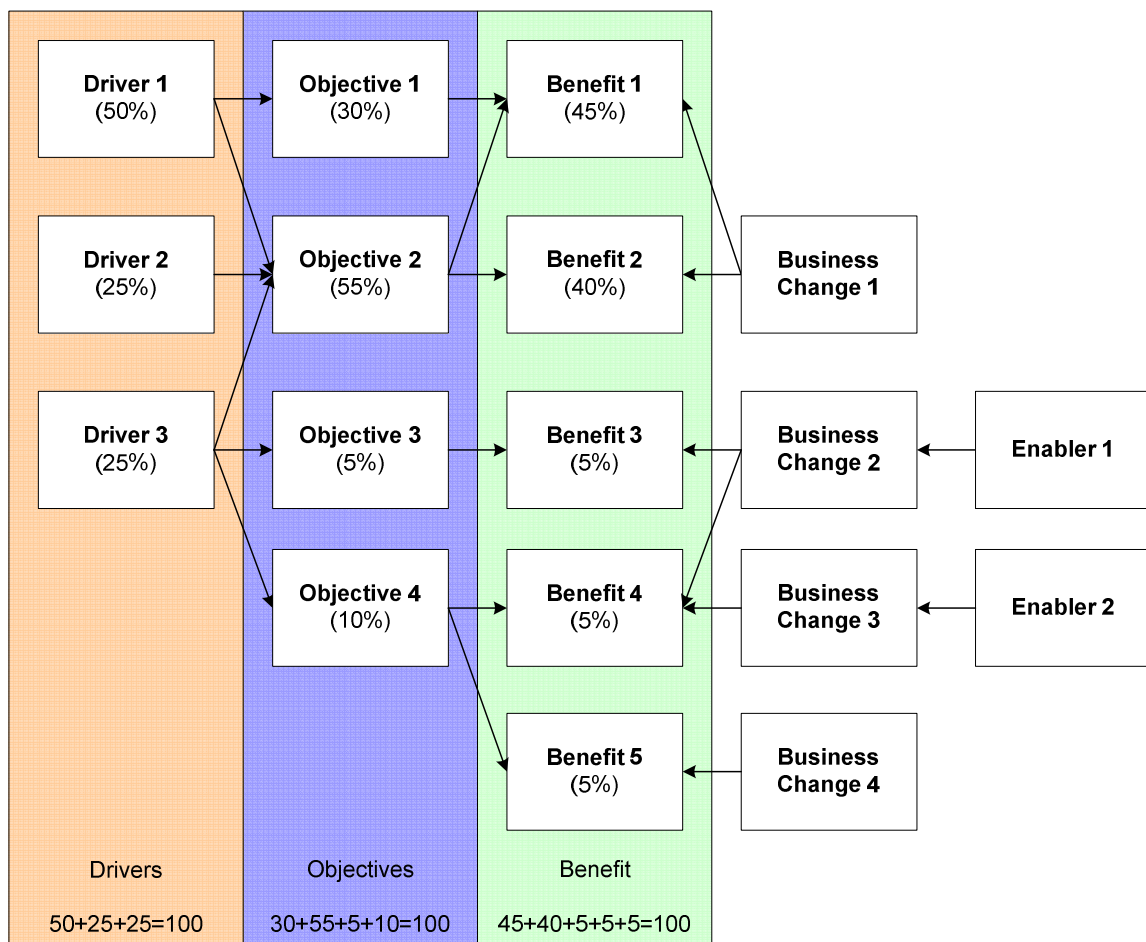 Driver 1
(50%)
Objective 1
(30%)
Benefit 1
(45%)
Driver 2
(25%)
Objective 2
(55%)
Benefit 2
(40%)
Business
Change 1
Driver 3
(25%)
Objective 3
(5%)
Benefit 3
(5%)
Business
Change 2
Enabler 1
Objective 4
(10%)
Benefit 4
(5%)
Business
Change 3
Enabler 2
Benefit 5
(5%)
Business
Change 4
Drivers
Objectives
Benefit
50+25+25=100
30+55+5+10=100
45+40+5+5+5=100